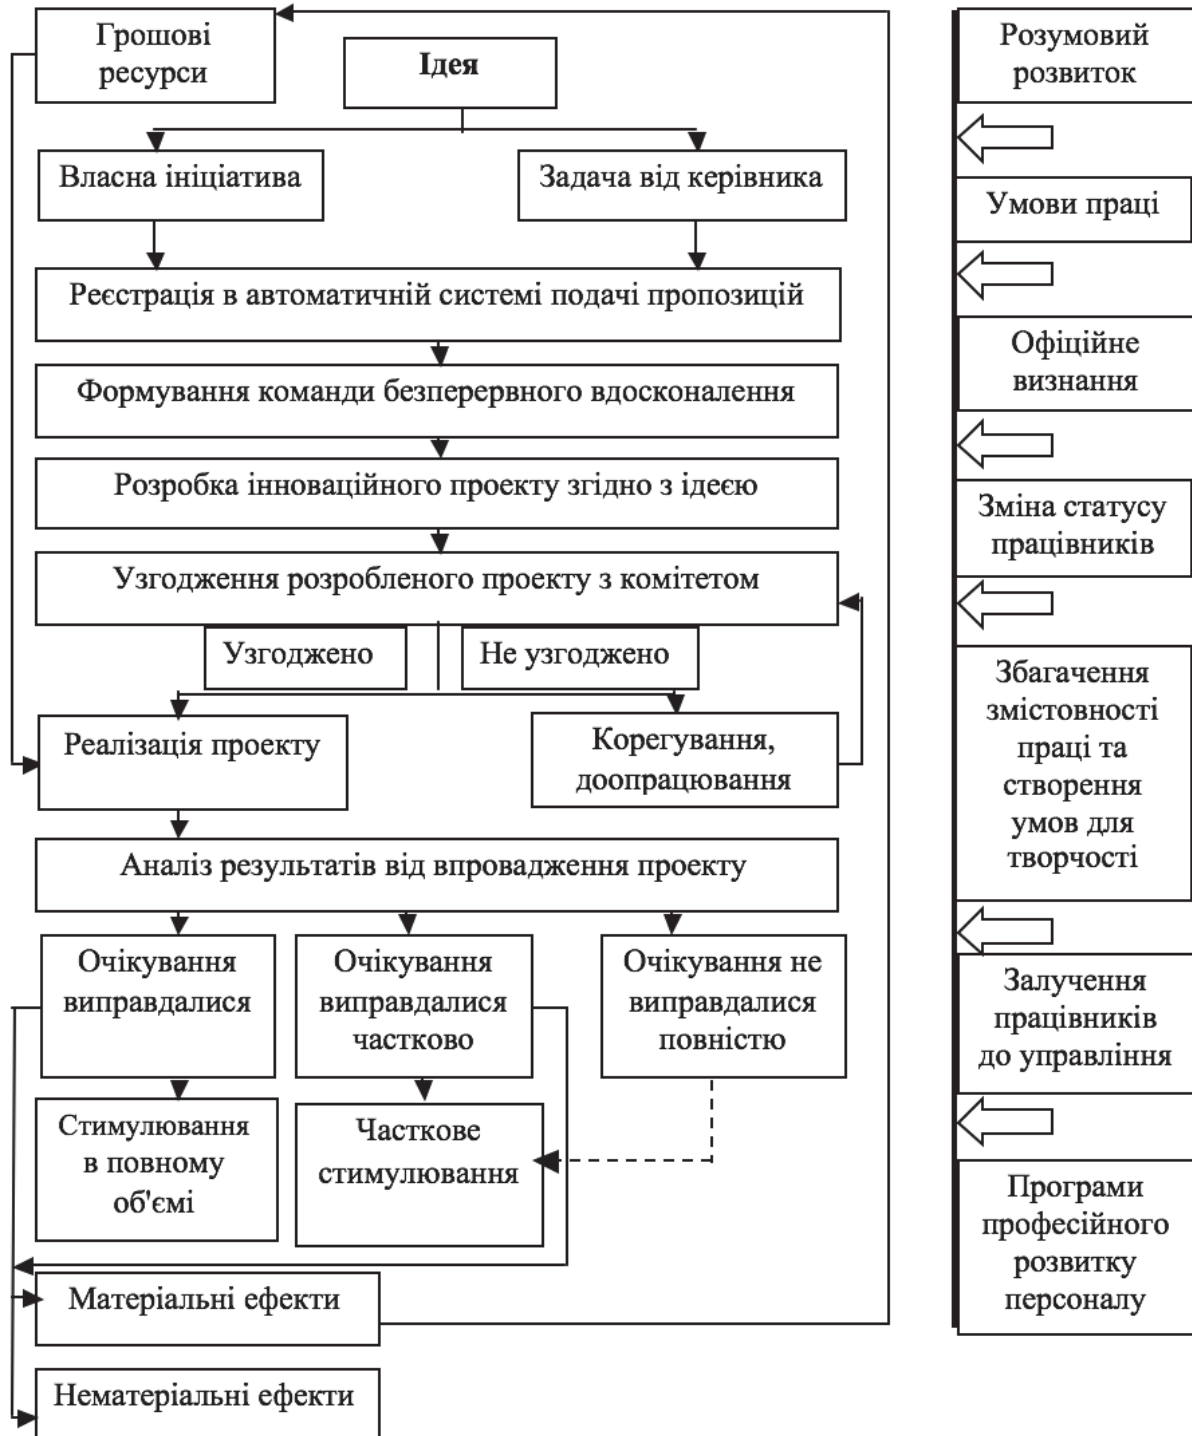 Грошові
ресурси
Ідея
Власна ініціатива
Задача від керівника
Реєстрація в автоматичній системі подачі пропозицій
Формування команди безперервного вдосконалення
Розробка інноваційного проекту згідно з ідеєю
Узгодження розробленого проекту з комітетом
Узгоджено
Не узгоджено
Реалізація проекту
Корегування,
доопрацювання
Аналіз результатів від впровадження проекту
Очікування
виправдалися
Очікування
виправдалися
частково
Очікування не
виправдалися
повністю
Стимулювання
в повному
об'ємі
Часткове
стимулювання
Матеріальні ефекти
Нематеріальні ефекти
Розумовий
розвиток
Умови праці
Офіційне
визнання
Зміна статусу
працівників
Збагачення
змістовності
праці та
створення
умов для
творчості
Залучення
працівників
до управління
Програми
професійного
розвитку
персоналу